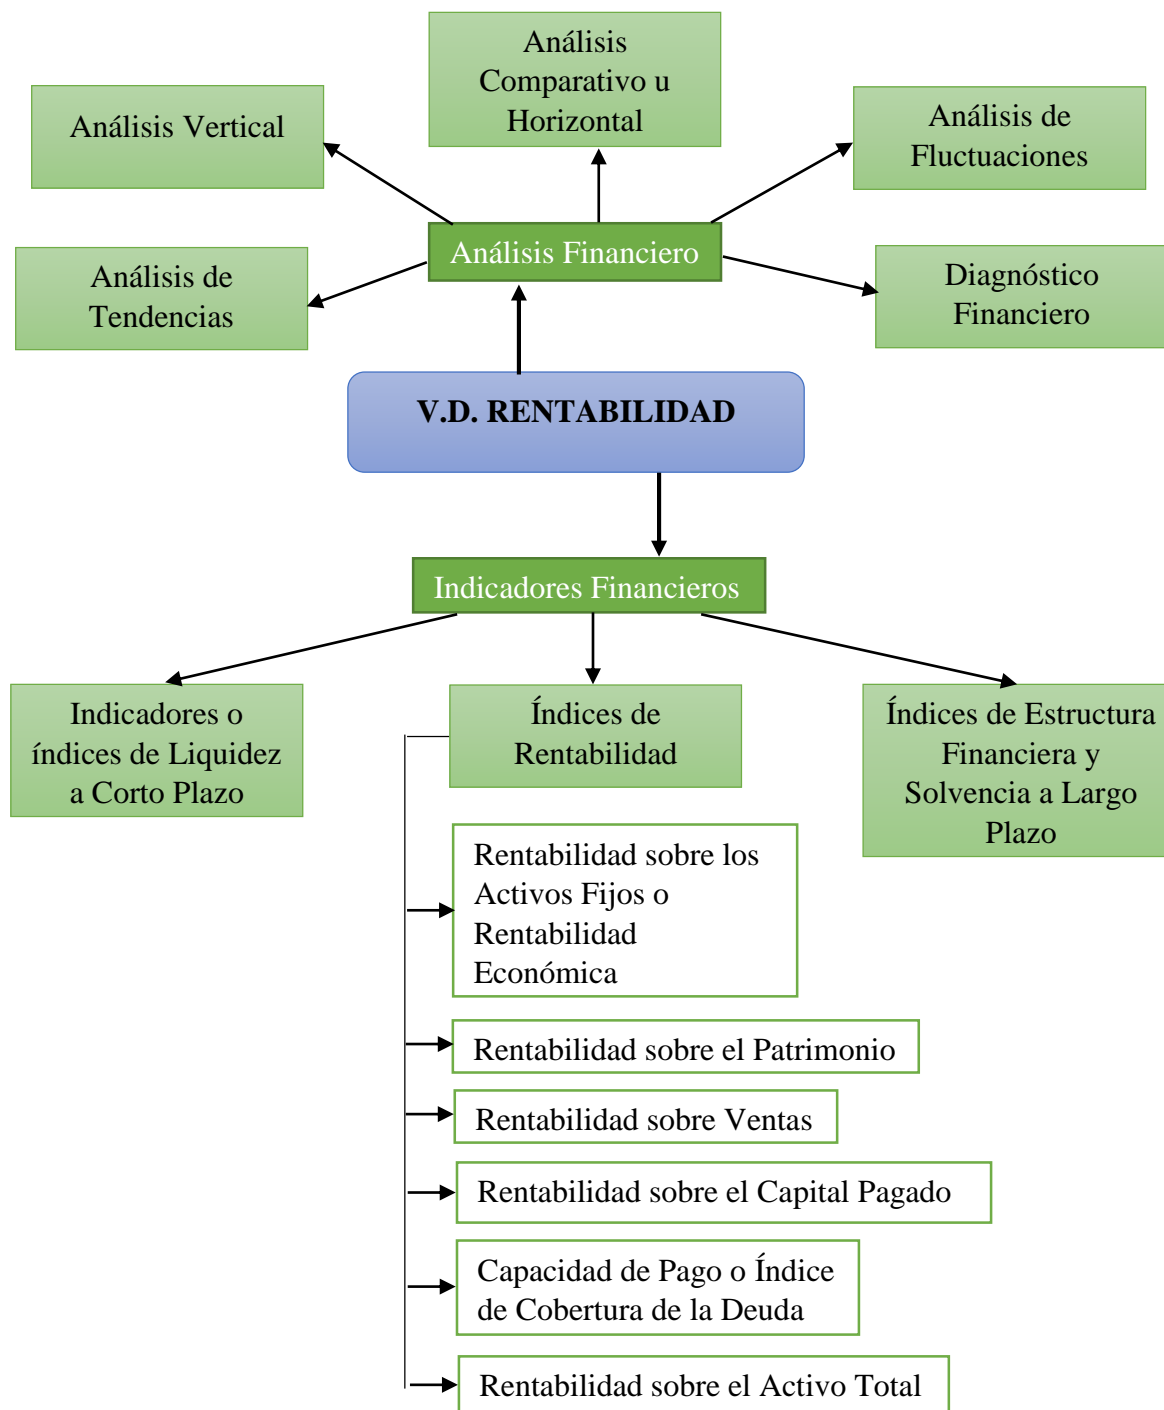 Análisis
Comparativo u
Horizontal
Análisis Vertical
Análisis de
Fluctuaciones
Análisis Financiero
Análisis de
Tendencias
Diagnóstico
Financiero
V.D. RENTABILIDAD
Indicadores Financieros
Indicadores o
índices de Liquidez
a Corto Plazo
Índices de
Rentabilidad
Índices de Estructura
Financiera y
Solvencia a Largo
Plazo
Rentabilidad sobre los
Activos Fijos o
Rentabilidad
Económica
Rentabilidad sobre el Patrimonio
Rentabilidad sobre Ventas
Rentabilidad sobre el Capital Pagado
Capacidad de Pago o Índice
de Cobertura de la Deuda
Rentabilidad sobre el Activo Total